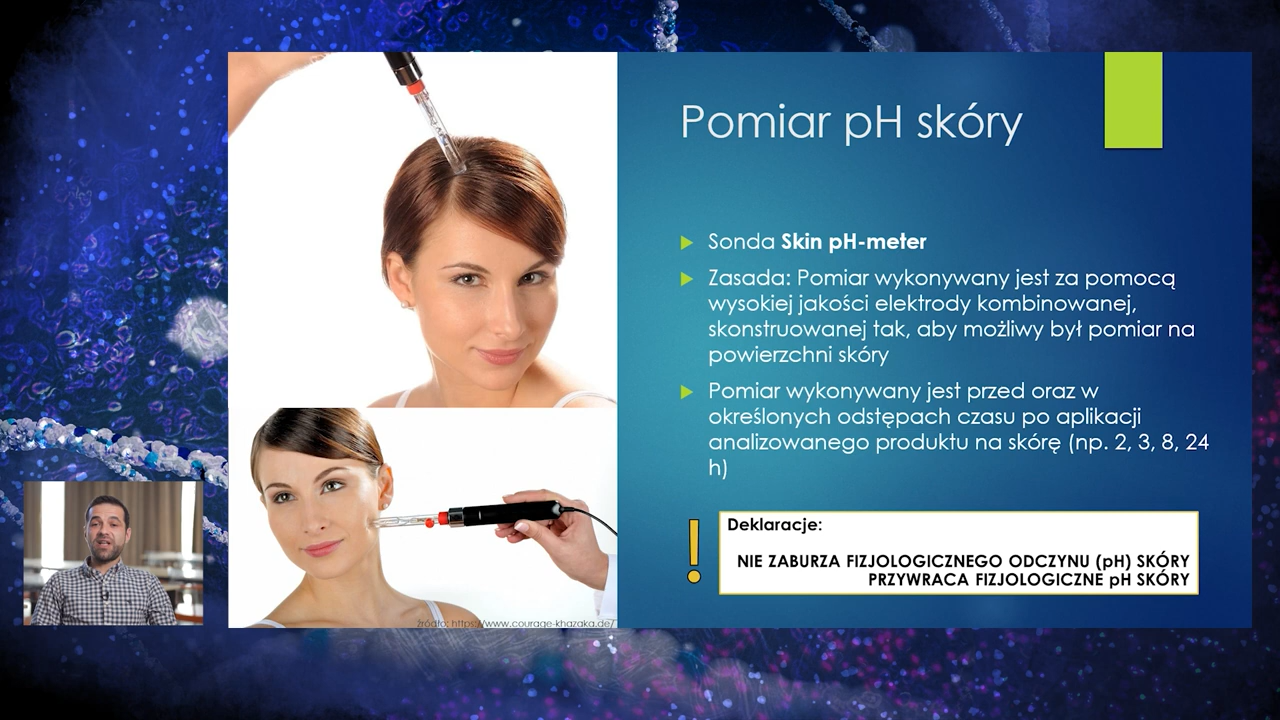 Pomiar pH skóry
Sonda Skin pH-meter
Zasada: Pomiar wykonywany jest za pomocą
wysokiej jakości elektrody kombinowanej,
skonstruowanej tak, aby możliwy był pomiar na
powierzchni skóry
Pomiar wykonywany jest przed oraz w
określonych odstępach czasu po aplikacji
analizowanego produktu na skórę (np. 2, 3, 8, 24
h)
!
Deklaracje:
NIE ZABURZA FIZJOLOGICZNEGO ODCZYNU (pH) SKÓRY
PRZYWRACA FIZJOLOGICZNE pH SKÓRY
źródło: https://www.courage-khazaka.de/